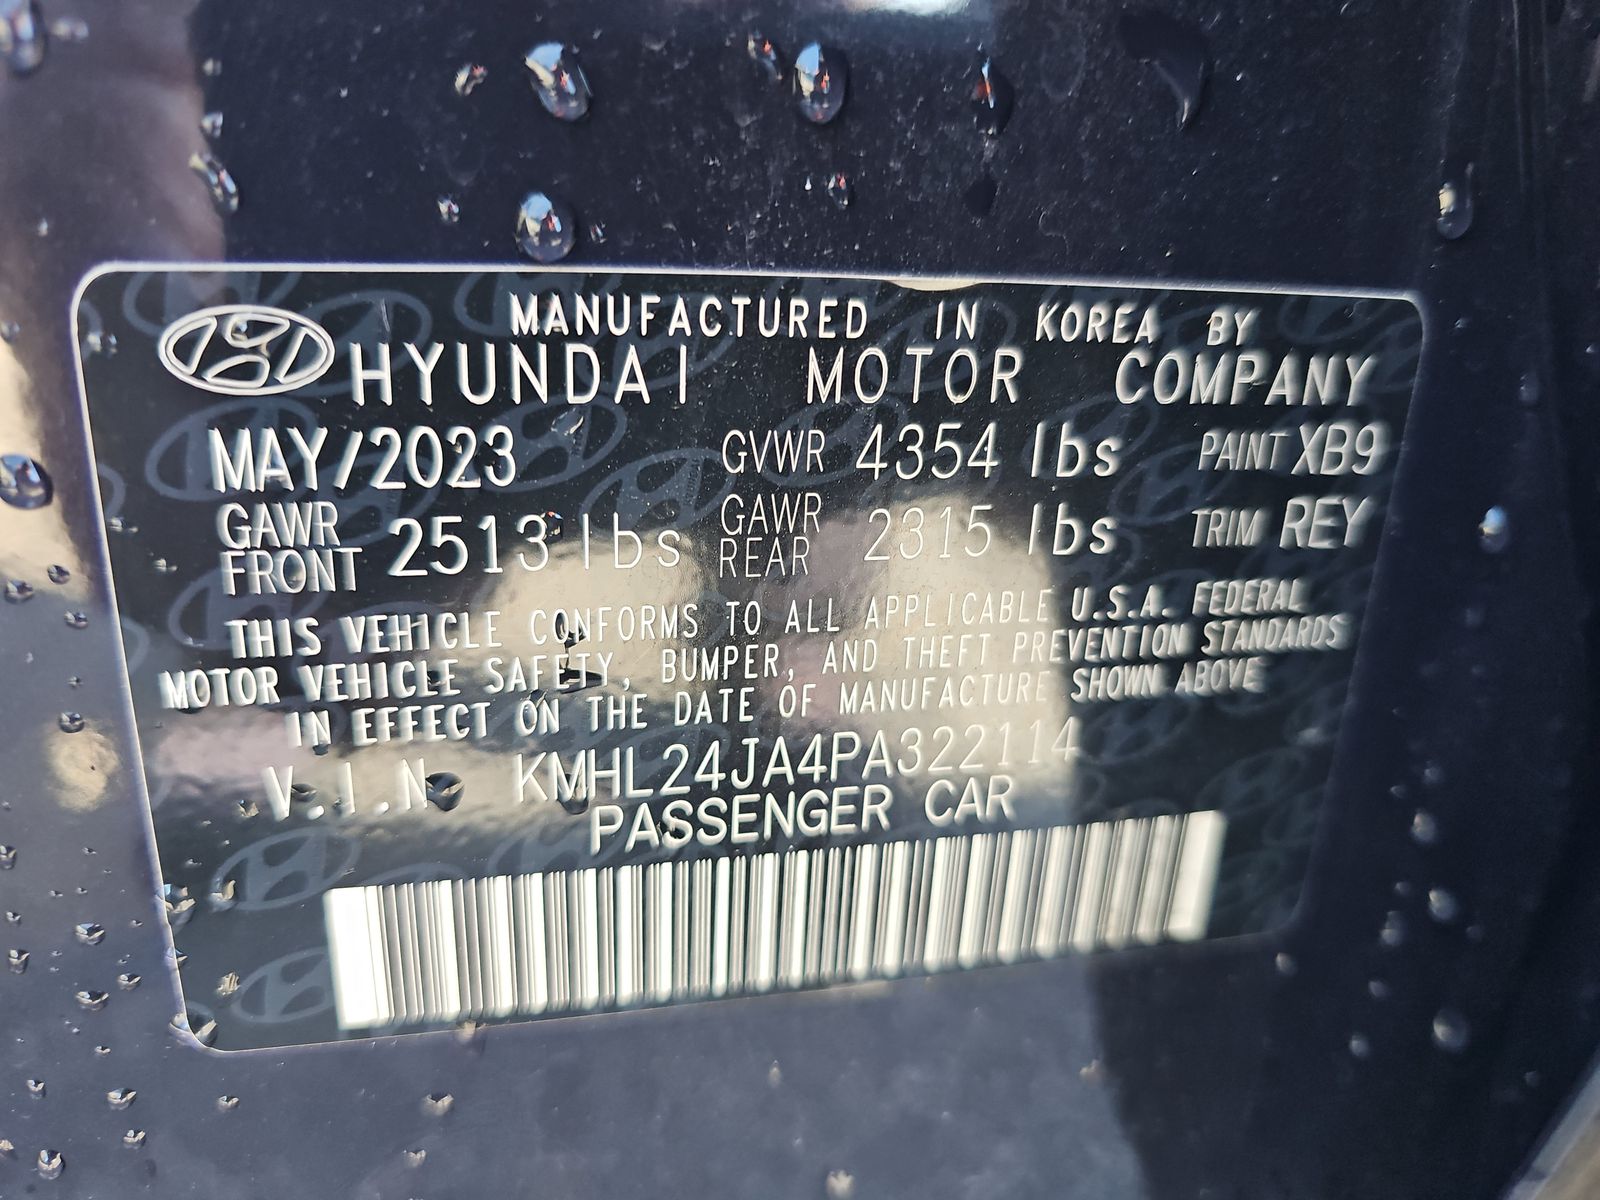 MANUFACTURED IN KOREA BY
HYUNDAI MOTOR COMPANY
MAY/2023 GVWR 4354 lbs PAINT XB9
GAWR FRONT 2513 lbs GAWR REAR 2315 lbs TRIM REY
THIS VEHICLE CONFORMS TO ALL APPLICABLE U.S.A. FEDERAL
MOTOR VEHICLE SAFETY, BUMPER, AND THEFT PREVENTION STANDARDS
IN EFFECT ON THE DATE OF MANUFACTURE SHOWN ABOVE
V.I.N KMHL24JA4PA322114
PASSENGER CAR